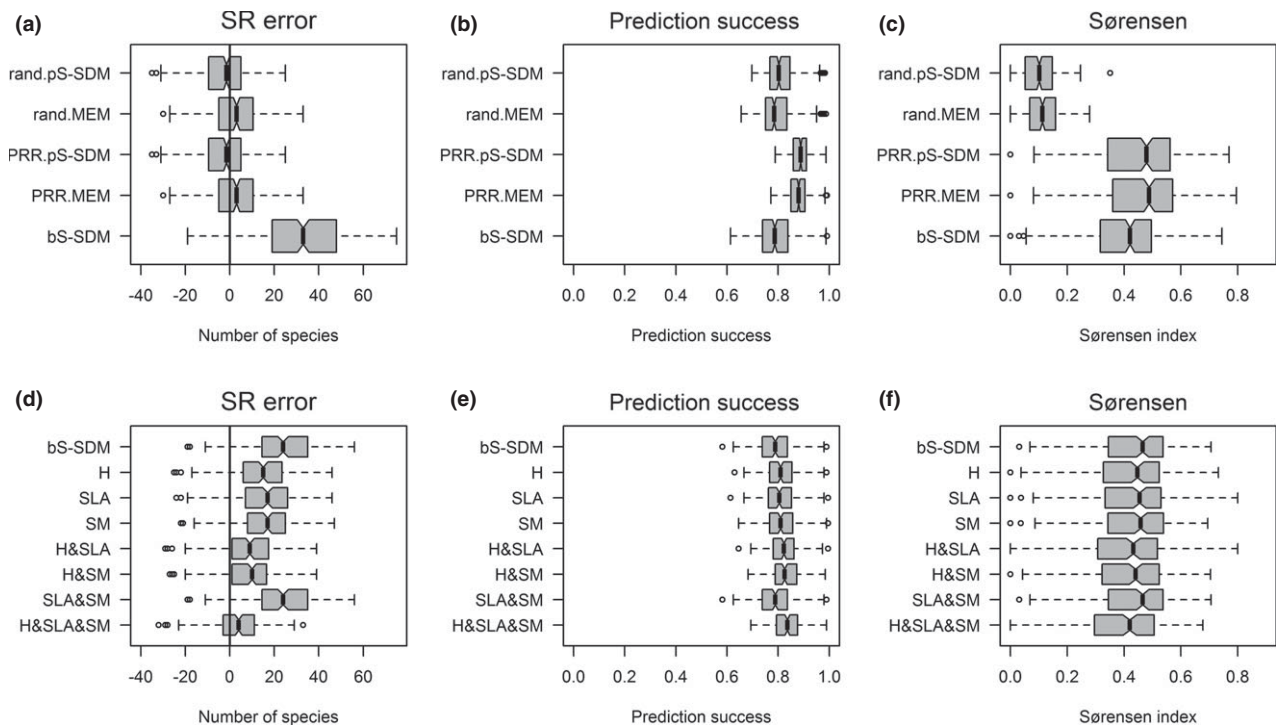 (a)
SR error
rand.pS-SDM
rand.MEM
PRR.pS-SDM
PRR.MEM
bS-SDM
-40 -20 0 20 40 60
Number of species
(b)
Prediction success
rand.pS-SDM
rand.MEM
PRR.pS-SDM
PRR.MEM
bS-SDM
0.0 0.2 0.4 0.6 0.8 1.0
Prediction success
(c)
Sørensen
rand.pS-SDM
rand.MEM
PRR.pS-SDM
PRR.MEM
bS-SDM
0.0 0.2 0.4 0.6 0.8
Sørensen index
(d)
SR error
bS-SDM
H
SLA
SM
H&SLA
H&SM
SLA&SM
H&SLA&SM
-40 -20 0 20 40 60
Number of species
(e)
Prediction success
bS-SDM
H
SLA
SM
H&SLA
H&SM
SLA&SM
H&SLA&SM
0.0 0.2 0.4 0.6 0.8 1.0
Prediction success
(f)
Sørensen
bS-SDM
H
SLA
SM
H&SLA
H&SM
SLA&SM
H&SLA&SM
0.0 0.2 0.4 0.6 0.8
Sørensen index